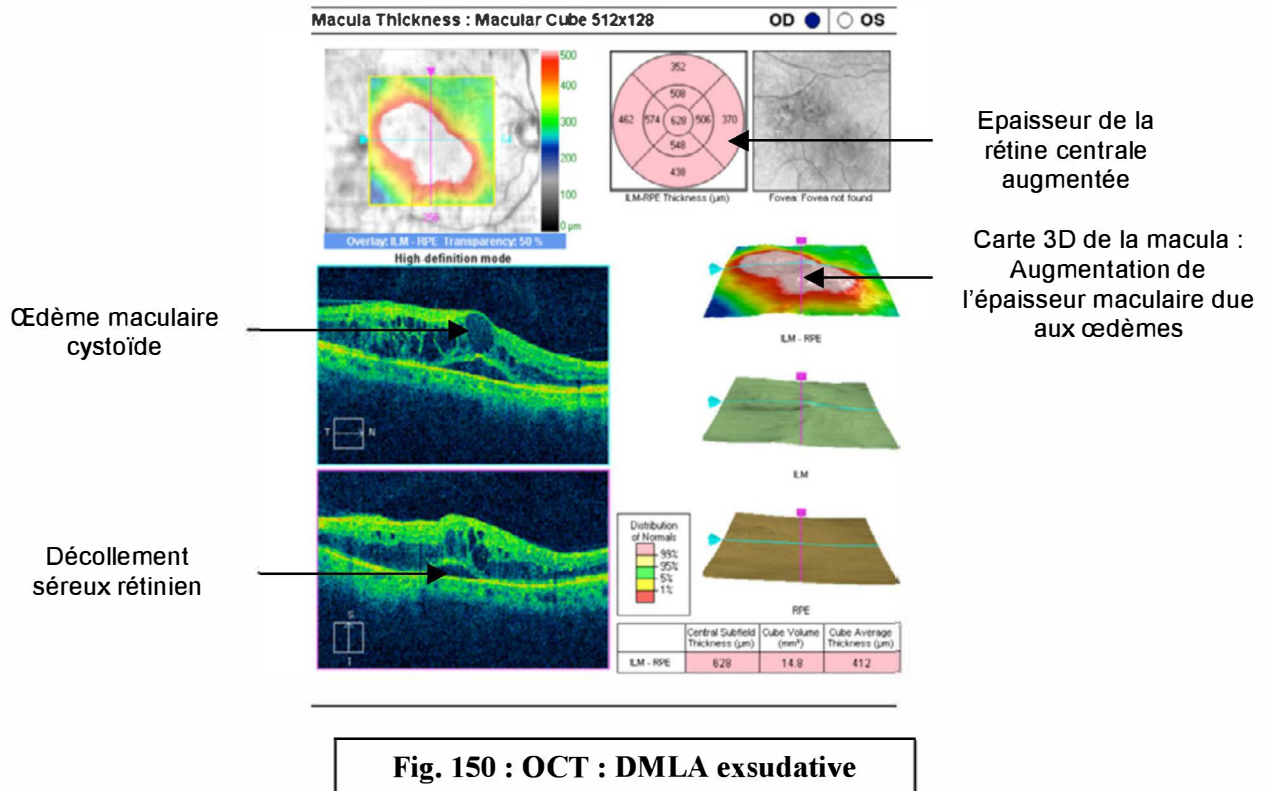 Macula Thickness : Macular Cube 512x128
OD
OS
500
400
300
200
100
0 µm
256
Overlay: ILM - RPE Transparency: 50 %
352
508
462
574
628
506
370
548
438
ILM-RPE Thickness (µm)
Fovea: Fovea not found
Epaisseur de la
rétine centrale
augmentée
High-definition mode
T
N
Œdème maculaire
cystoïde
ILM - RPE
Carte 3D de la macula :
Augmentation de
l'épaisseur maculaire due
aux œdèmes
ILM
S
I
Décollement
séreux rétinien
Distribution
of Normals
99%
95%
5%
1%
RPE
Central Subfield
Thickness (µm)
Cube Volume
(mm³)
Cube Average
Thickness (µm)
ILM - RPE
628
14.8
412
Fig. 150 : OCT : DMLA exsudative